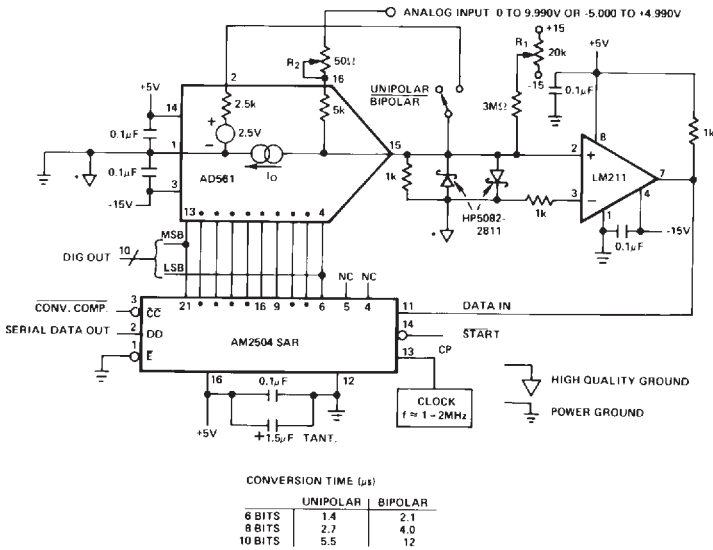 ANALOG INPUT 0 TO 9.990V OR -5.000 TO +4.990V
+15
R1
20k
-15
+5V
R2
50Ω
16
2
UNIPOLAR
BIPOLAR
0.1µF
+5V
14
2.5k
5k
3MΩ
1k
0.1µF
+
2.5V
-
1
15
8
2
+
7
0.1µF
IO
1k
LM211
3
AD561
3
-
-15V
1k
4
1
13
4
HP5082-
2811
-15V
0.1µF
MSB
DIG OUT
10
LSB
NC
NC
CONV. COMP.
3
CC
21
16
9
6
5
4
11
DATA IN
SERIAL DATA OUT
2
DD
14
START
1
E
AM2504 SAR
13
CP
16
12
0.1µF
CLOCK
f ≈ 1 - 2MHz
HIGH QUALITY GROUND
+5V
+1.5µF TANT.
POWER GROUND
CONVERSION TIME (µs)
UNIPOLAR BIPOLAR
6 BITS 1.4 2.1
8 BITS 2.7 4.0
10 BITS 5.5 12